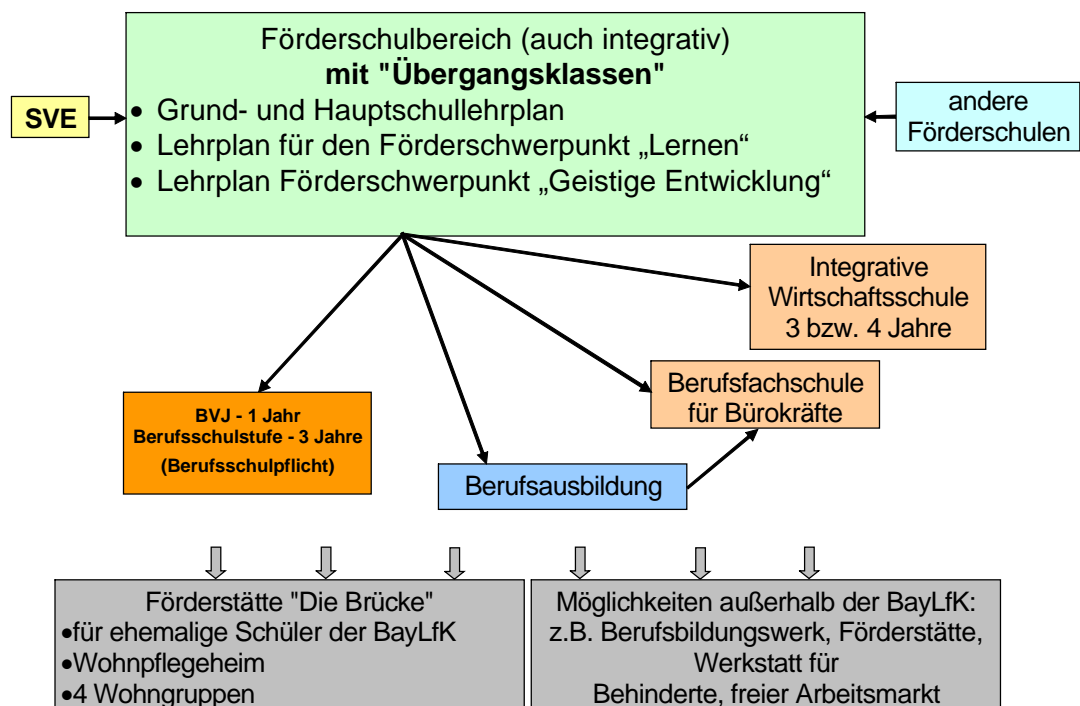 Förderschulbereich (auch integrativ)
mit "Übergangsklassen"
• Grund- und Hauptschullehrplan
• Lehrplan für den Förderschwerpunkt „Lernen“
• Lehrplan Förderschwerpunkt „Geistige Entwicklung“
SVE
andere
Förderschulen
Integrative
Wirtschaftsschule
3 bzw. 4 Jahre
Berufsfachschule
für Bürokräfte
BVJ - 1 Jahr
Berufsschulstufe - 3 Jahre
(Berufsschulpflicht)
Berufsausbildung
Förderstätte "Die Brücke"
•für ehemalige Schüler der BayLfK
•Wohnpflegeheim
•4 Wohngruppen
Möglichkeiten außerhalb der BayLfK:
z.B. Berufsbildungswerk, Förderstätte,
Werkstatt für
Behinderte, freier Arbeitsmarkt